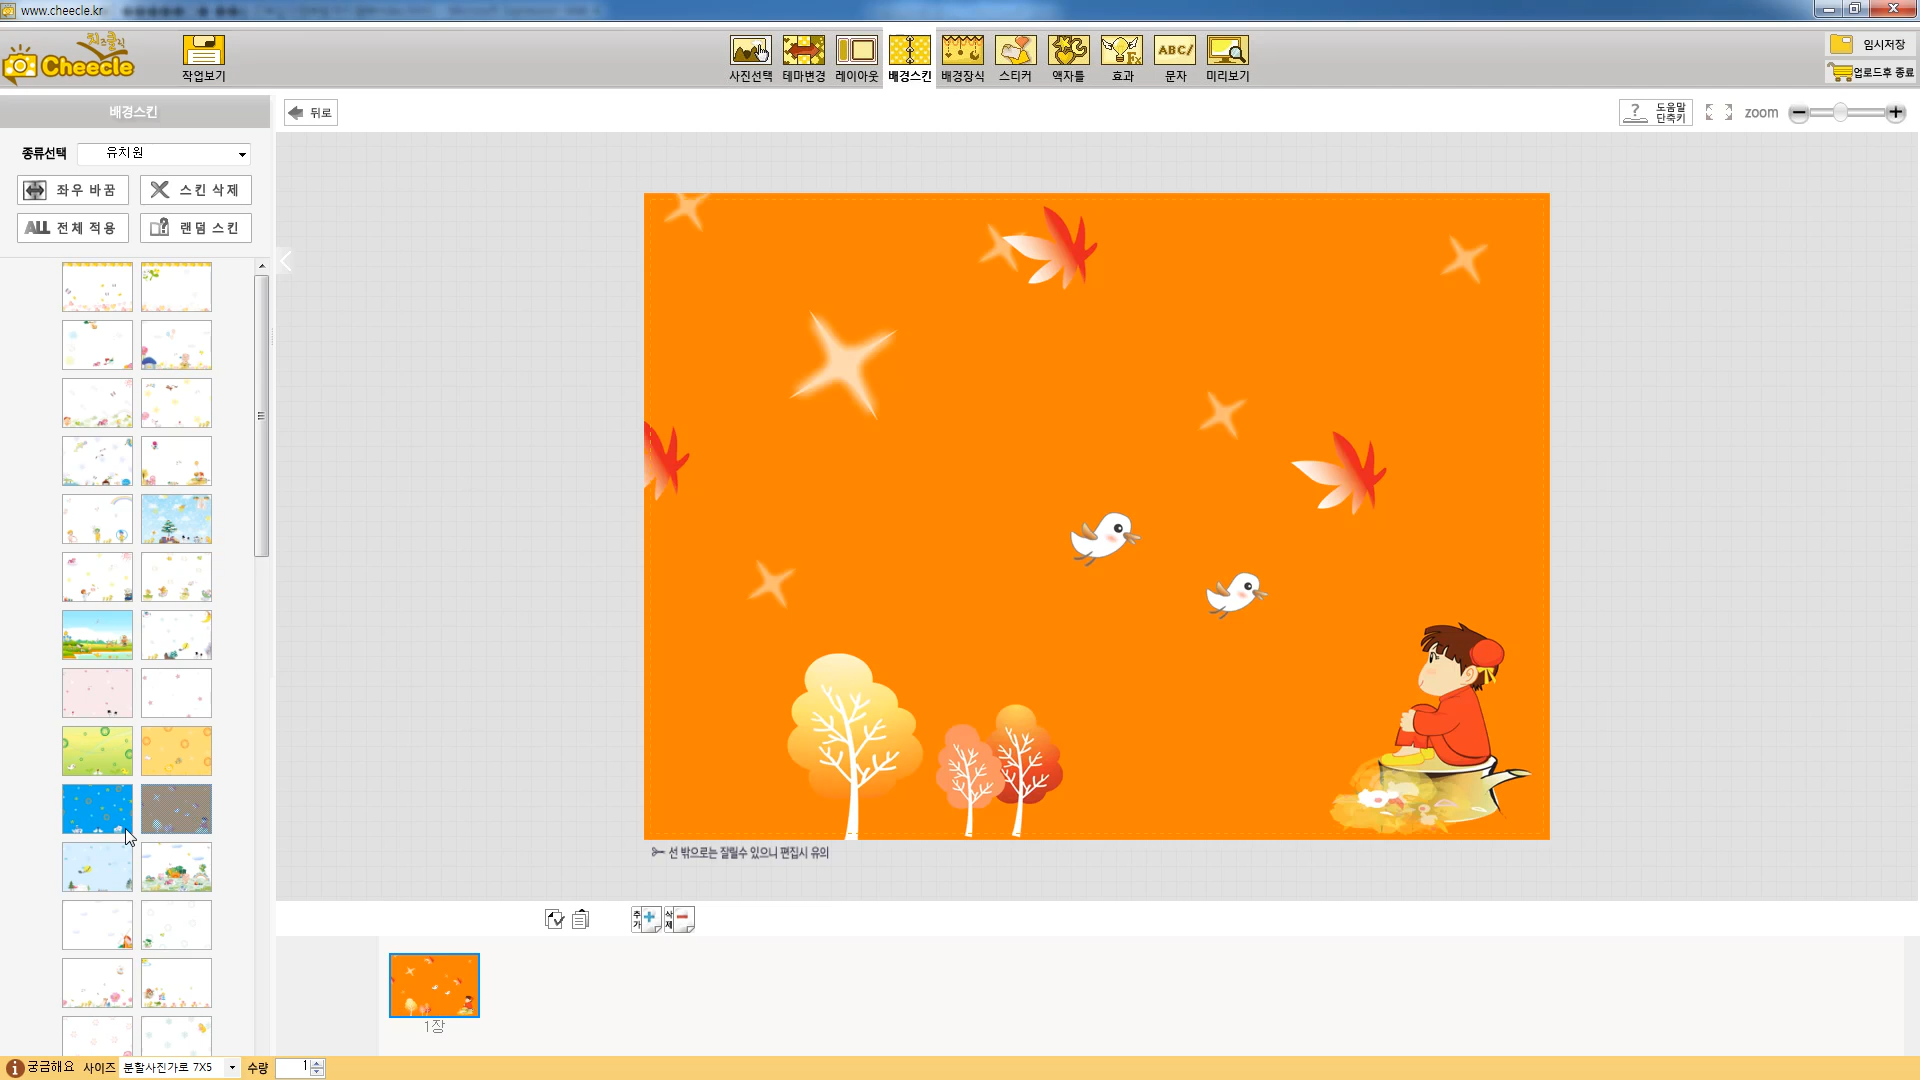 www.cheecle.kr
치즈클릭
Cheecle
작업보기
사진선택 테마변경 레이아웃 배경스킨 배경장식 스티커 액자틀 효과 문자 미리보기
ABC/
임시저장
업로드후 종료
배경스킨
뒤로
도움말
단축키
zoom
종류선택 유치원
좌우 바꿈 스킨 삭제
ALL 전체 적용 랜덤 스킨
선 밖으로는 잘릴수 있으니 편집시 유의
추가 삭제
1장
궁금해요 사이즈 분할사진가로 7X5 수량 1